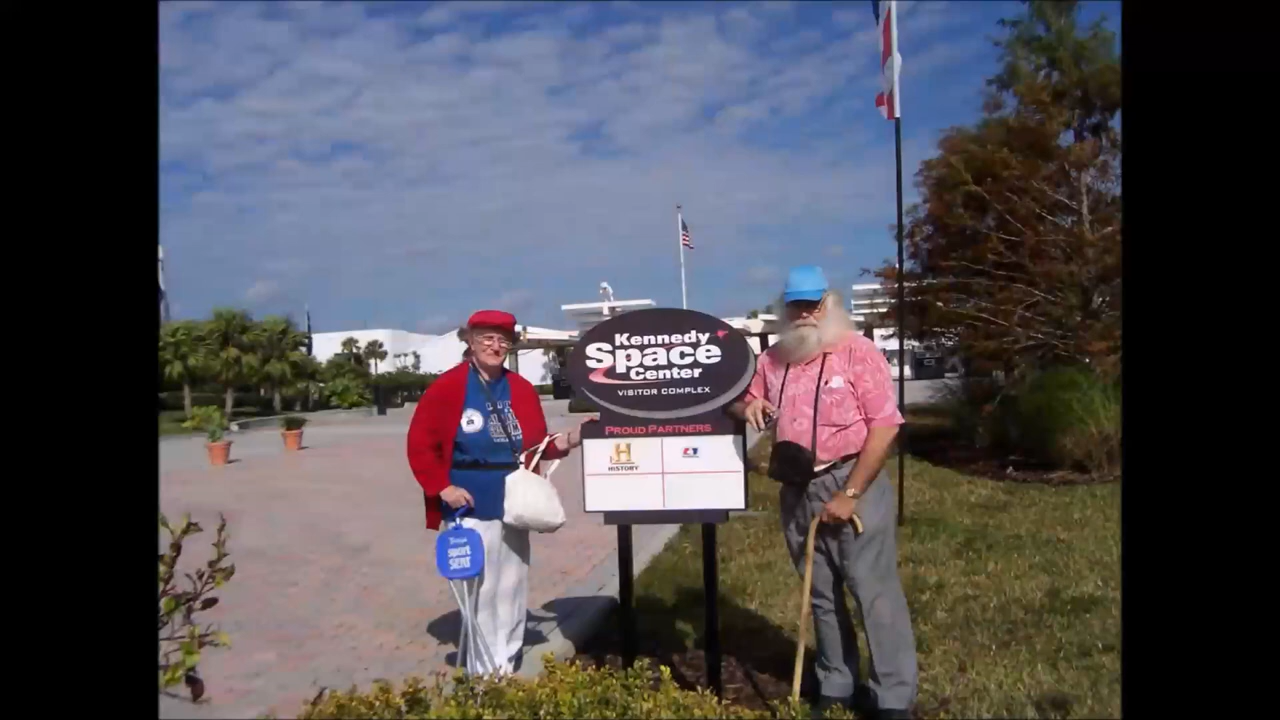 Kennedy
Space
Center
VISITOR COMPLEX
PROUD PARTNERS
H
HISTORY
sport
SEAT